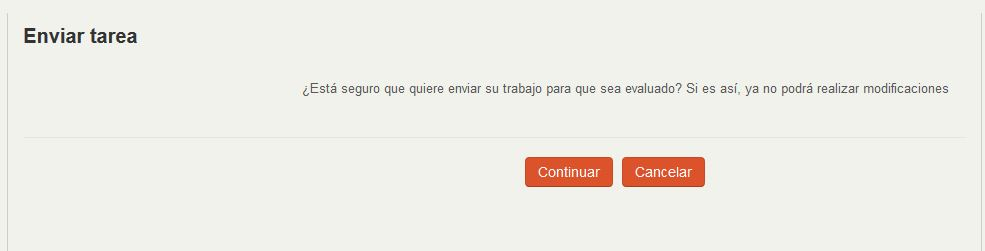 Enviar tarea
¿Está seguro que quiere enviar su trabajo para que sea evaluado? Si es así, ya no podrá realizar modificaciones
Continuar Cancelar